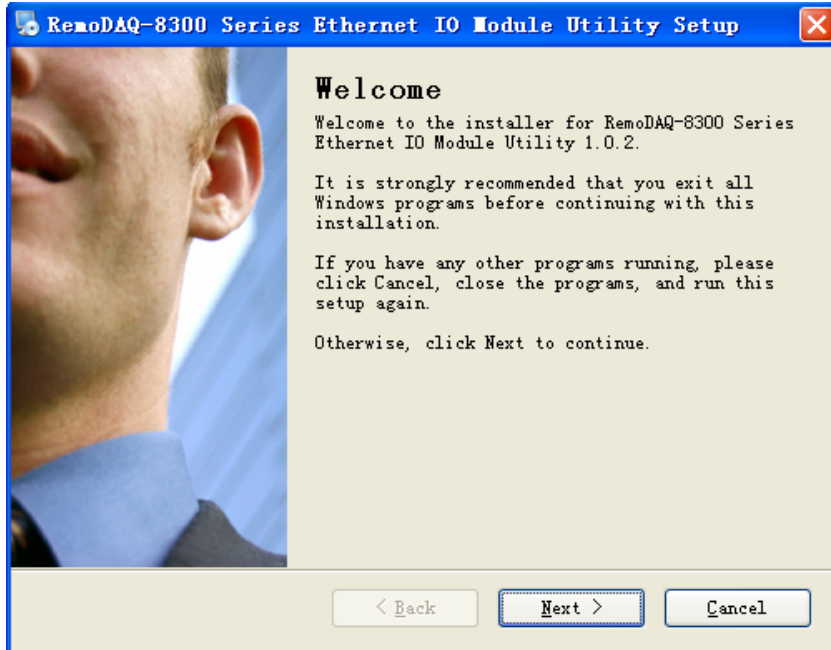 RemoDAQ-8300 Series Ethernet IO Module Utility Setup
Welcome
Welcome to the installer for RemoDAQ-8300 Series
Ethernet IO Module Utility 1.0.2.
It is strongly recommended that you exit all
Windows programs before continuing with this
installation.
If you have any other programs running, please
click Cancel, close the programs, and run this
setup again.
Otherwise, click Next to continue.
< Back
Next >
Cancel